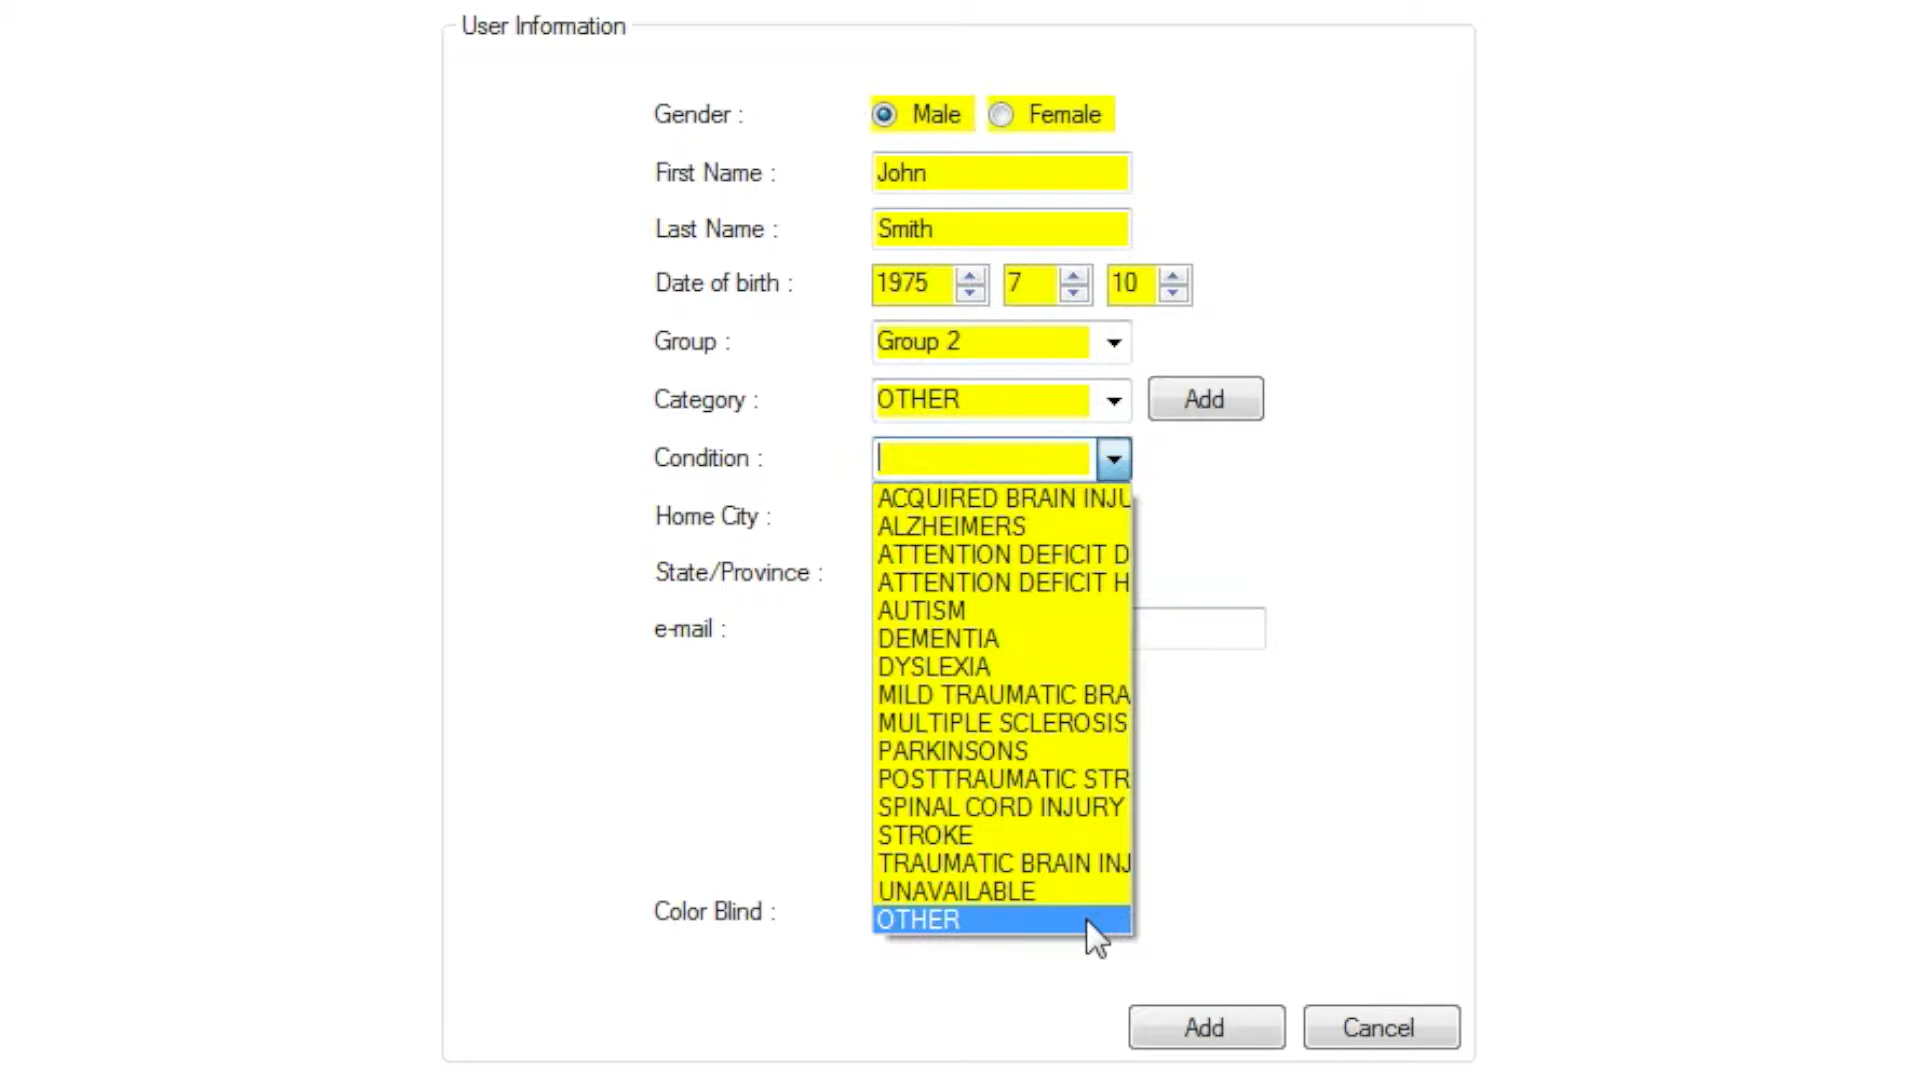 User Information
Gender : Male Female
First Name : John
Last Name : Smith
Date of birth : 1975 7 10
Group : Group 2
Category : OTHER Add
Condition :
ACQUIRED BRAIN INJU
ALZHEIMERS
ATTENTION DEFICIT D
ATTENTION DEFICIT H
AUTISM
DEMENTIA
DYSLEXIA
MILD TRAUMATIC BRA
MULTIPLE SCLEROSIS
PARKINSONS
POSTTRAUMATIC STR
SPINAL CORD INJURY
STROKE
TRAUMATIC BRAIN INJ
UNAVAILABLE
OTHER
Home City :
State/Province :
e-mail :
Color Blind :
Add Cancel